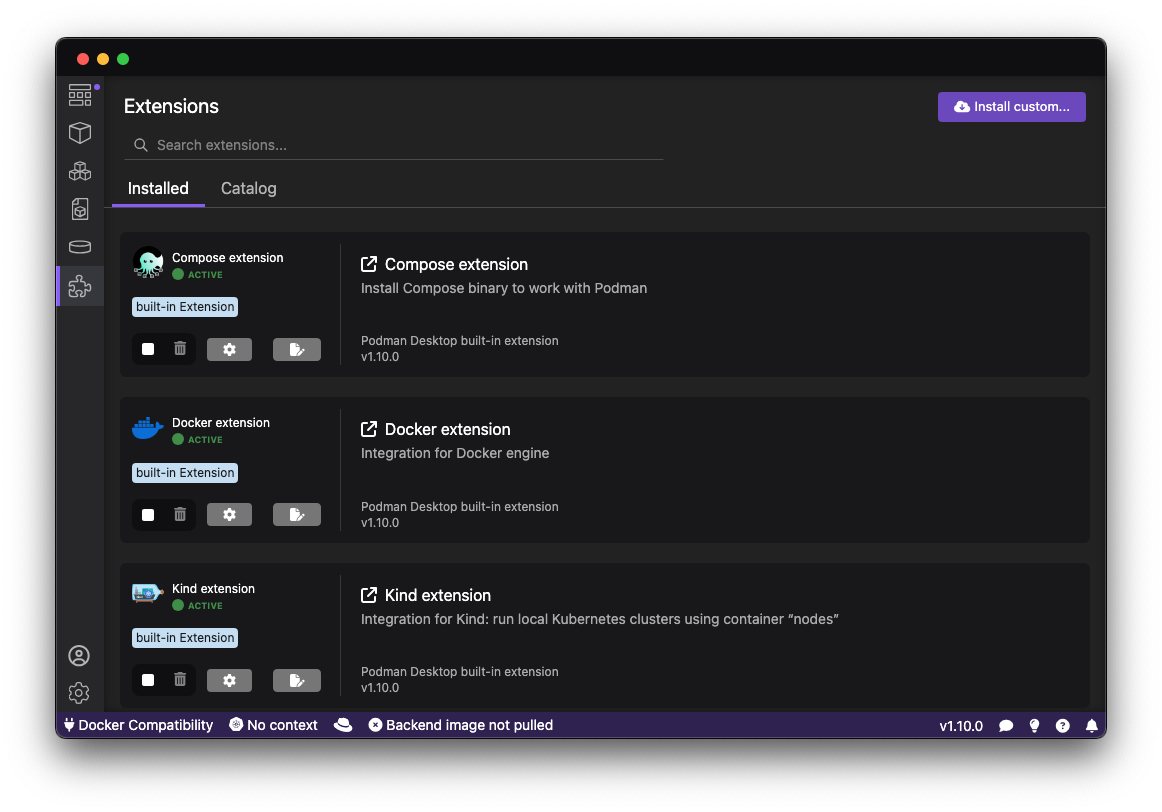 Extensions
Install custom...
Search extensions...
Installed
Catalog
Compose extension
ACTIVE
built-in Extension
Compose extension
Install Compose binary to work with Podman
Podman Desktop built-in extension
v1.10.0
Docker extension
ACTIVE
built-in Extension
Docker extension
Integration for Docker engine
Podman Desktop built-in extension
v1.10.0
Kind extension
ACTIVE
built-in Extension
Kind extension
Integration for Kind: run local Kubernetes clusters using container “nodes”
Podman Desktop built-in extension
v1.10.0
Docker Compatibility
No context
Backend image not pulled
v1.10.0